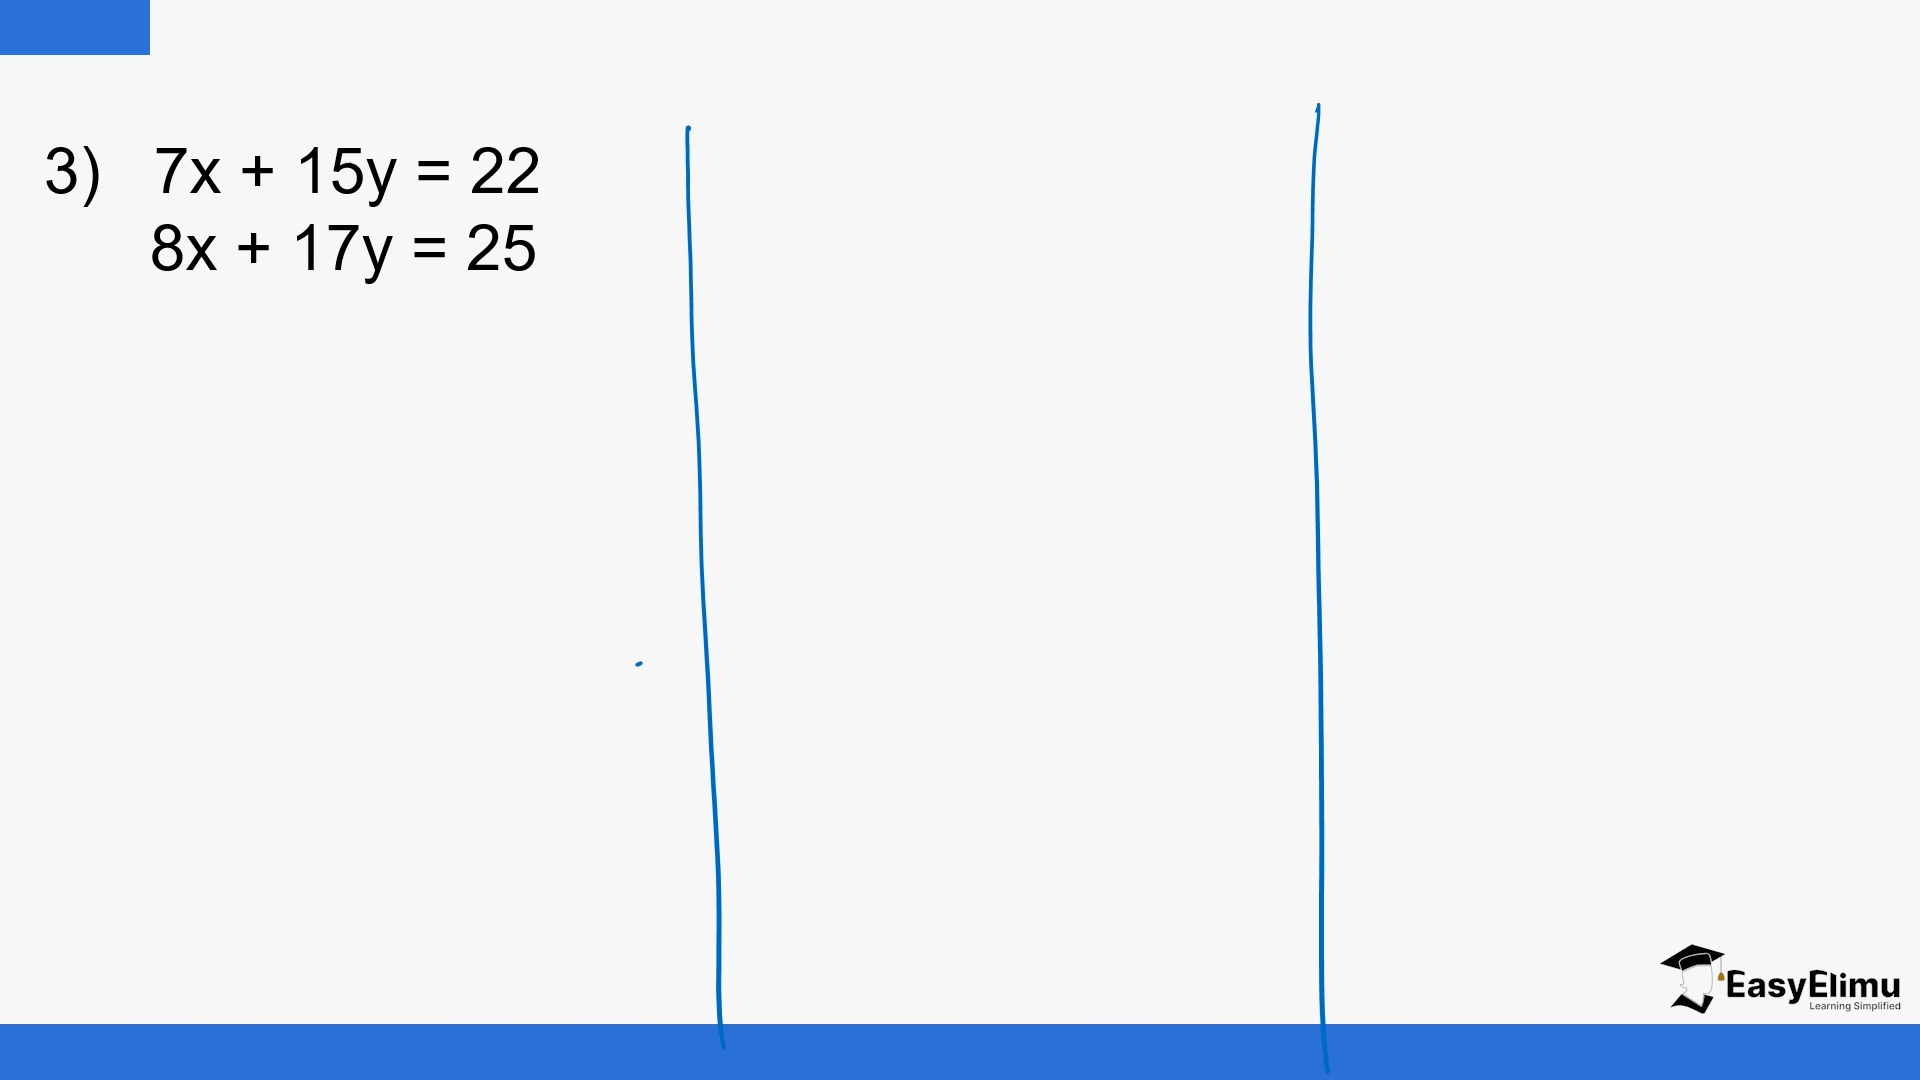 3) 7x + 15y = 22
8x + 17y = 25
EasyElimu
Learning Simplified